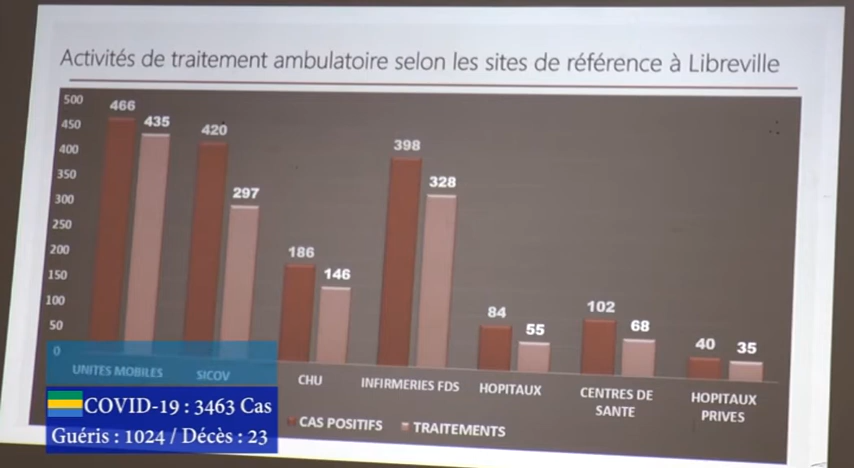 Activités de traitement ambulatoire selon les sites de référence à Libreville
500
450
400
350
300
250
200
150
100
50
0
466
435
420
297
186
146
398
328
84
55
102
68
40
35
UNITES MOBILES
SICOV
CHU
INFIRMERIES FDS
HOPITAUX
CENTRES DE
SANTE
HOPITAUX
PRIVES
CAS POSITIFS
TRAITEMENTS
COVID-19 : 3463 Cas
Guéris : 1024 / Décès : 23